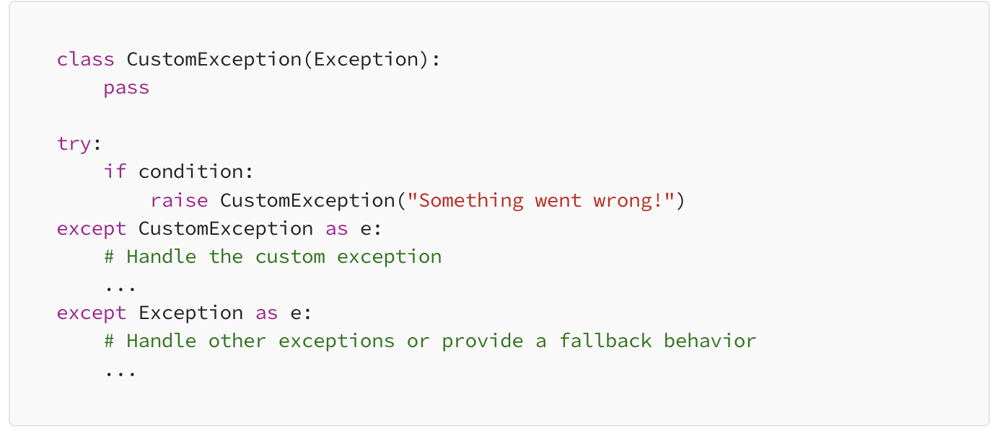 class CustomException(Exception):
    pass

try:
    if condition:
        raise CustomException("Something went wrong!")
except CustomException as e:
    # Handle the custom exception
    ...
except Exception as e:
    # Handle other exceptions or provide a fallback behavior
    ...